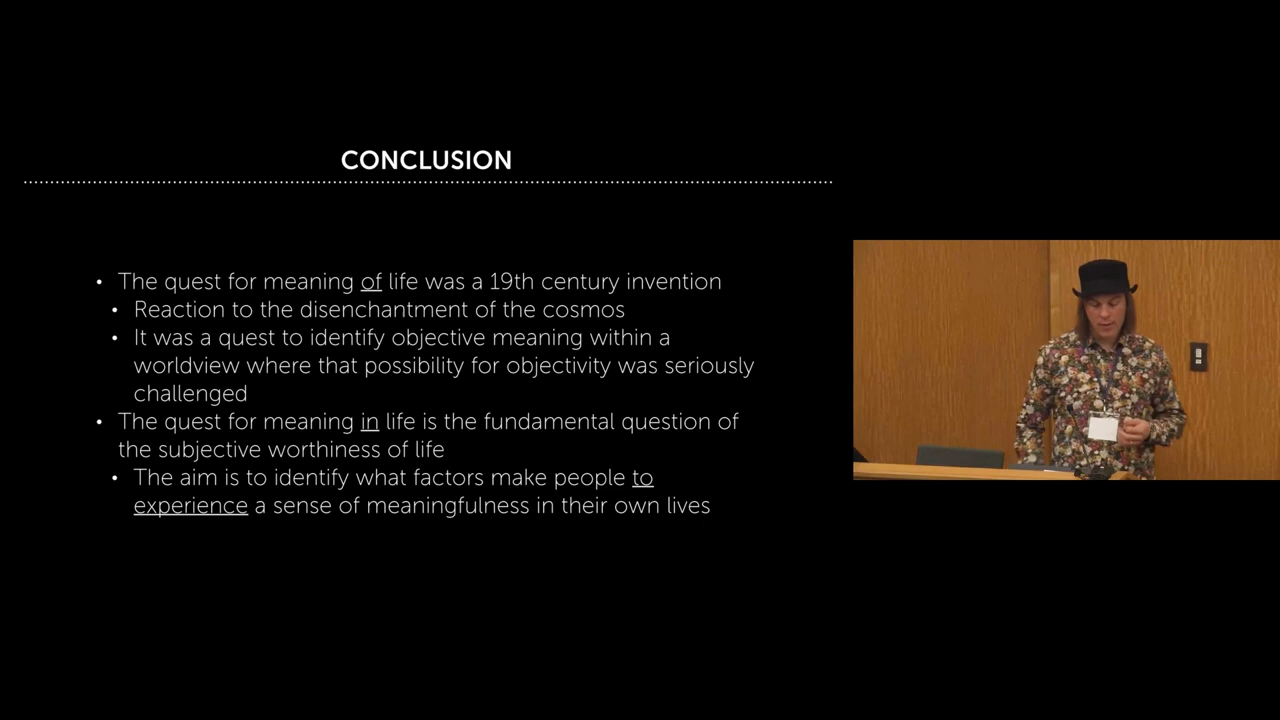 CONCLUSION
• The quest for meaning of life was a 19th century invention
• Reaction to the disenchantment of the cosmos
• It was a quest to identify objective meaning within a
worldview where that possibility for objectivity was seriously
challenged
• The quest for meaning in life is the fundamental question of
the subjective worthiness of life
• The aim is to identify what factors make people to
experience a sense of meaningfulness in their own lives